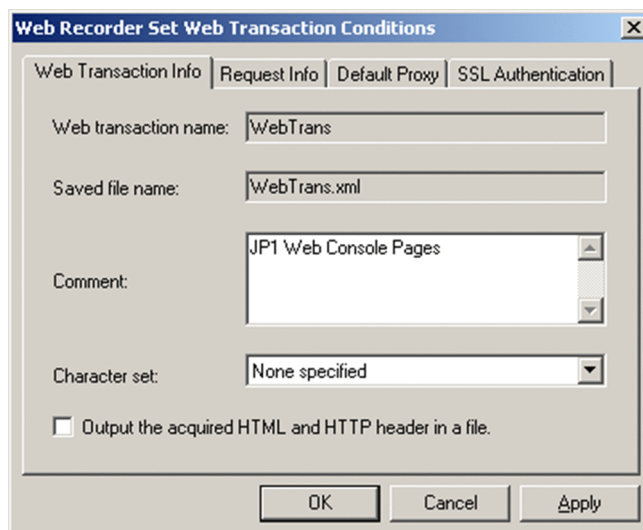 Web Recorder Set Web Transaction Conditions
Web Transaction Info Request Info Default Proxy SSL Authentication
Web transaction name: WebTrans
Saved file name: WebTrans.xml
Comment: JP1 Web Console Pages
Character set: None specified
Output the acquired HTML and HTTP header in a file.
OK Cancel Apply